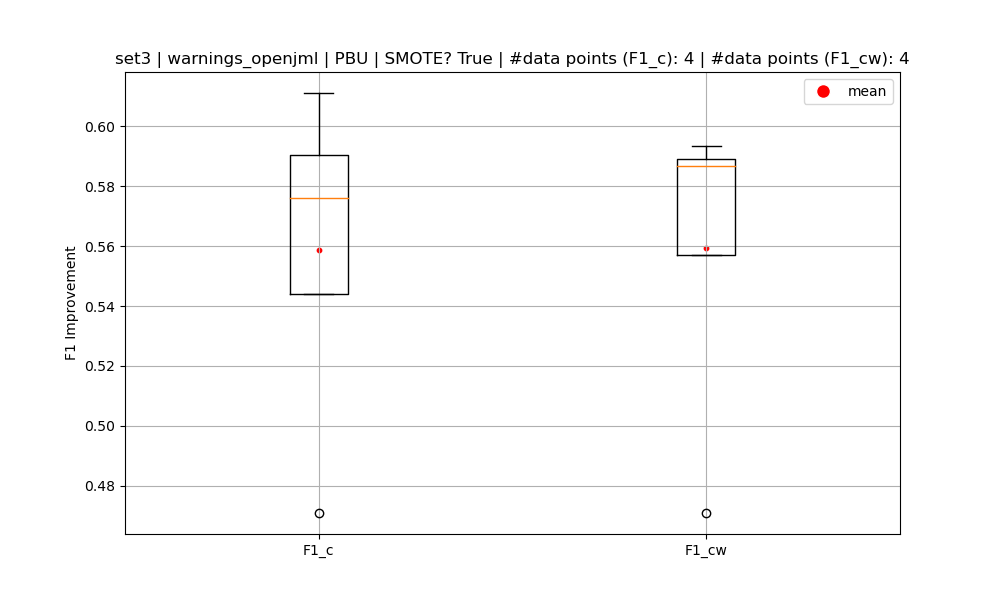 set3 | warnings_openjml | PBU | SMOTE? True | #data points (F1_c): 4 | #data points (F1_cw): 4
mean
0.60
0.58
0.56
0.54
0.52
0.50
0.48
F1 Improvement
F1_c
F1_cw